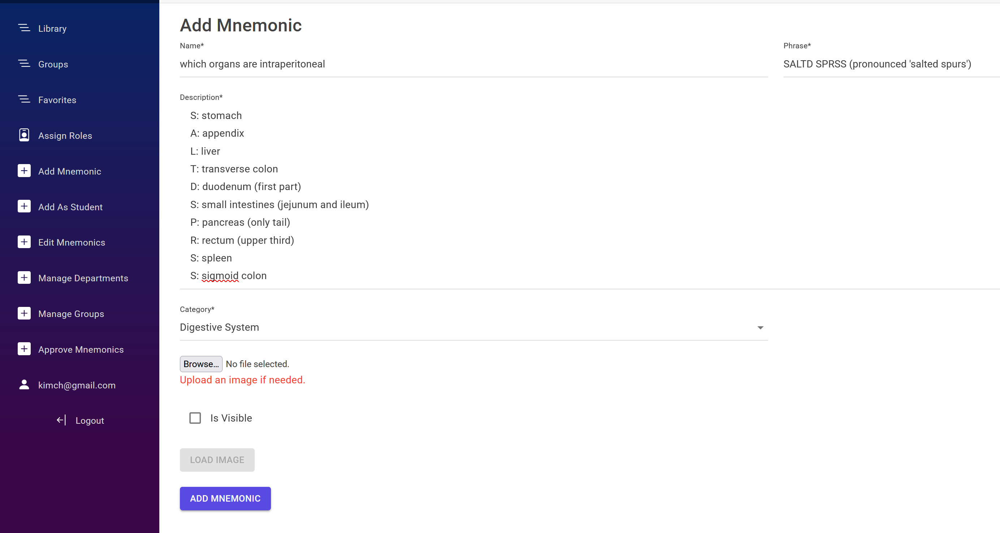 Library
Groups
Favorites
Assign Roles
Add Mnemonic
Add As Student
Edit Mnemonics
Manage Departments
Manage Groups
Approve Mnemonics
kimch@gmail.com
Logout
Add Mnemonic
Name*
which organs are intraperitoneal
Phrase*
SALTD SPRSS (pronounced 'salted spurs')
Description*
S: stomach
A: appendix
L: liver
T: transverse colon
D: duodenum (first part)
S: small intestines (jejunum and ileum)
P: pancreas (only tail)
R: rectum (upper third)
S: spleen
S: sigmoid colon
Category*
Digestive System
Browse... No file selected.
Upload an image if needed.
Is Visible
LOAD IMAGE
ADD MNEMONIC